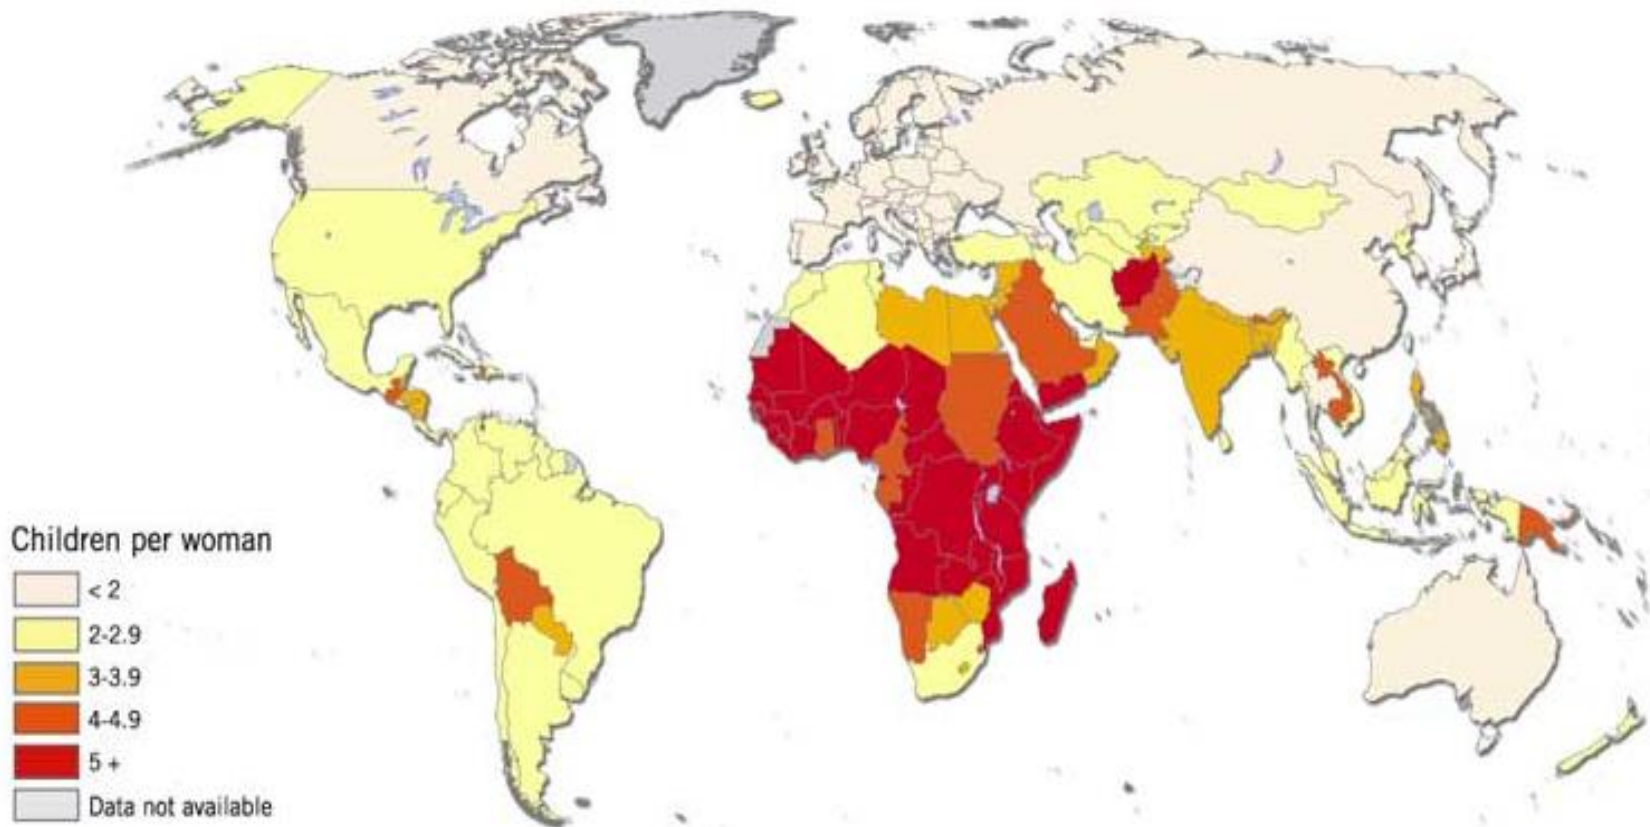 Children per woman
< 2
2-2.9
3-3.9
4-4.9
5 +
Data not available